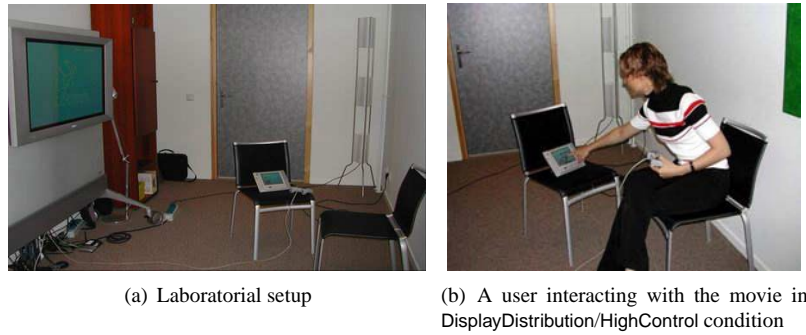 (a) Laboratorial setup
(b) A user interacting with the movie in
DisplayDistribution/HighControl condition